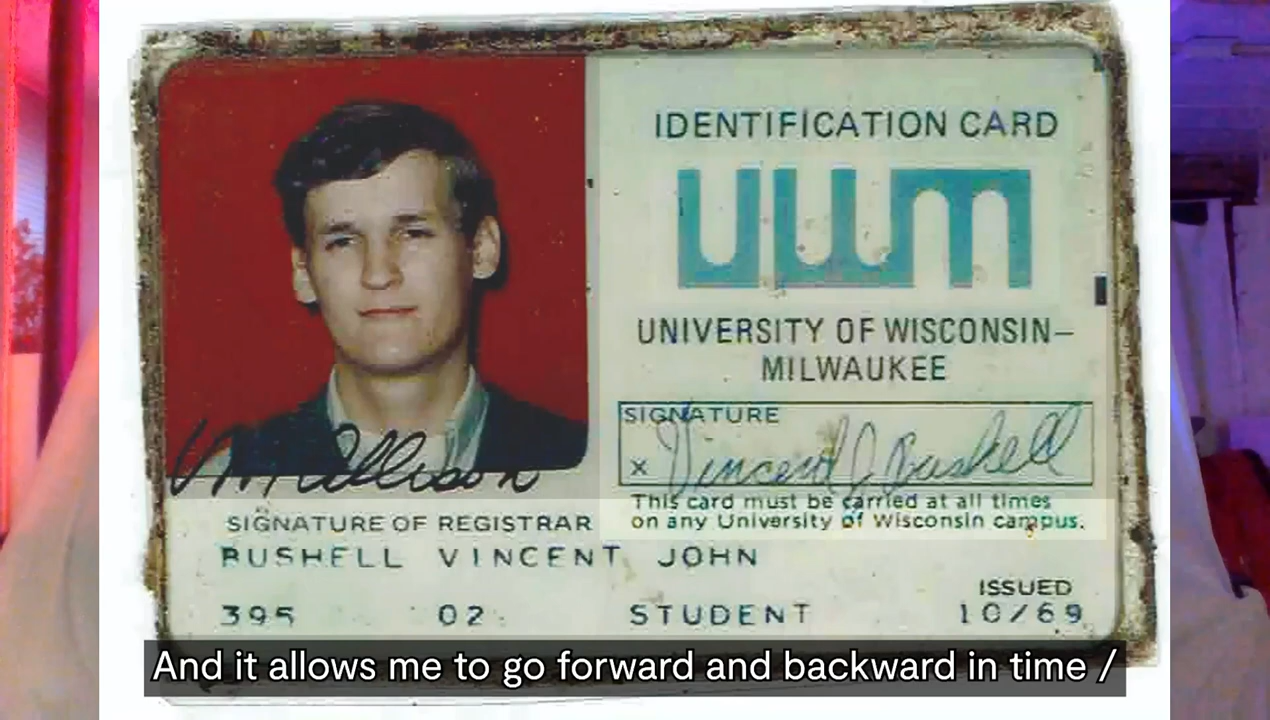 IDENTIFICATION CARD
uwm
UNIVERSITY OF WISCONSIN–
MILWAUKEE
SIGNATURE
x Vincent J Bushell
This card must be carried at all times
on any University of Wisconsin campus.
SIGNATURE OF REGISTRAR
BUSHELL VINCENT JOHN
ISSUED
395 02 STUDENT 10/69
And it allows me to go forward and backward in time /